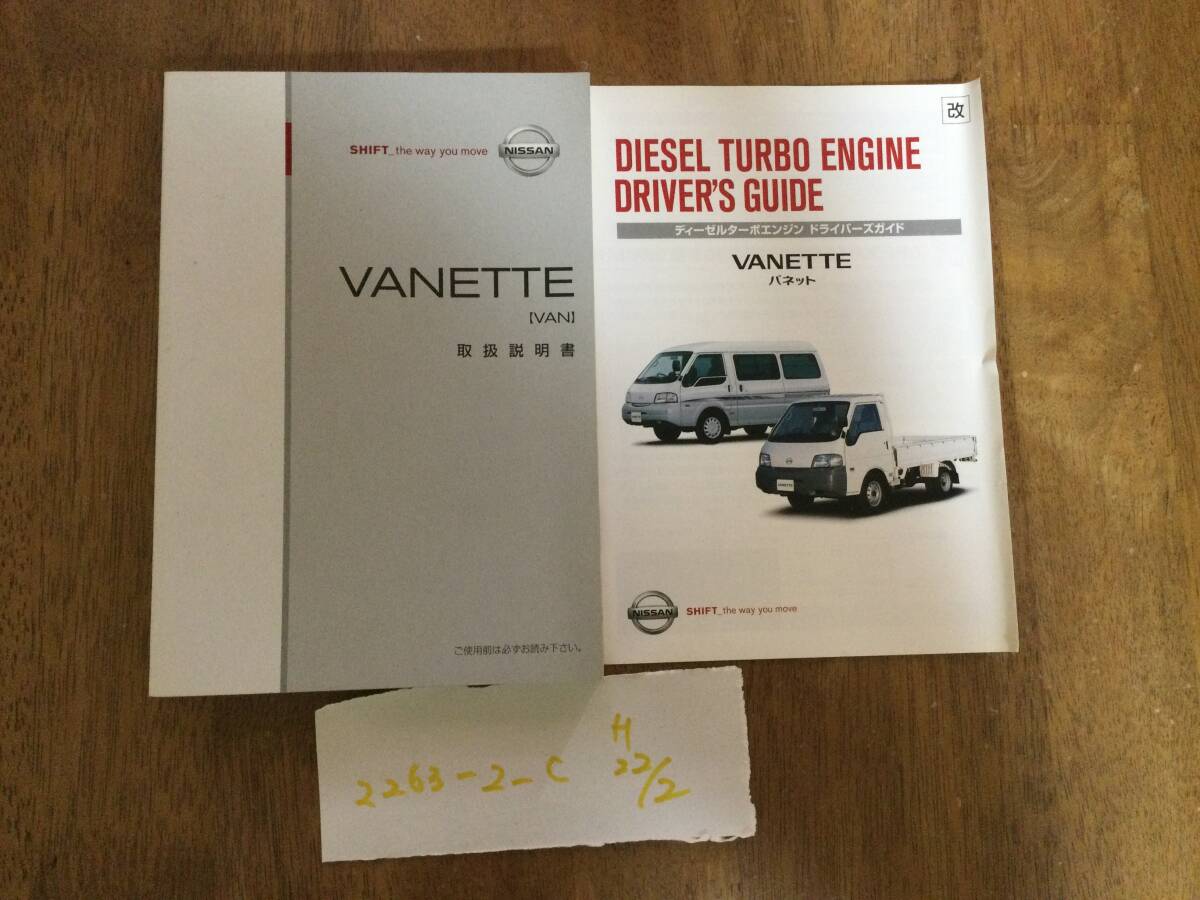 SHIFT_the way you move
NISSAN
VANETTE
【VAN】
取扱説明書
ご使用前は必ずお読み下さい。
改
DIESEL TURBO ENGINE
DRIVER'S GUIDE
ディーゼルターボエンジン ドライバーズガイド
VANETTE
バネット
VANETTE
NISSAN
SHIFT_the way you move
2263-2-C
H
22/2